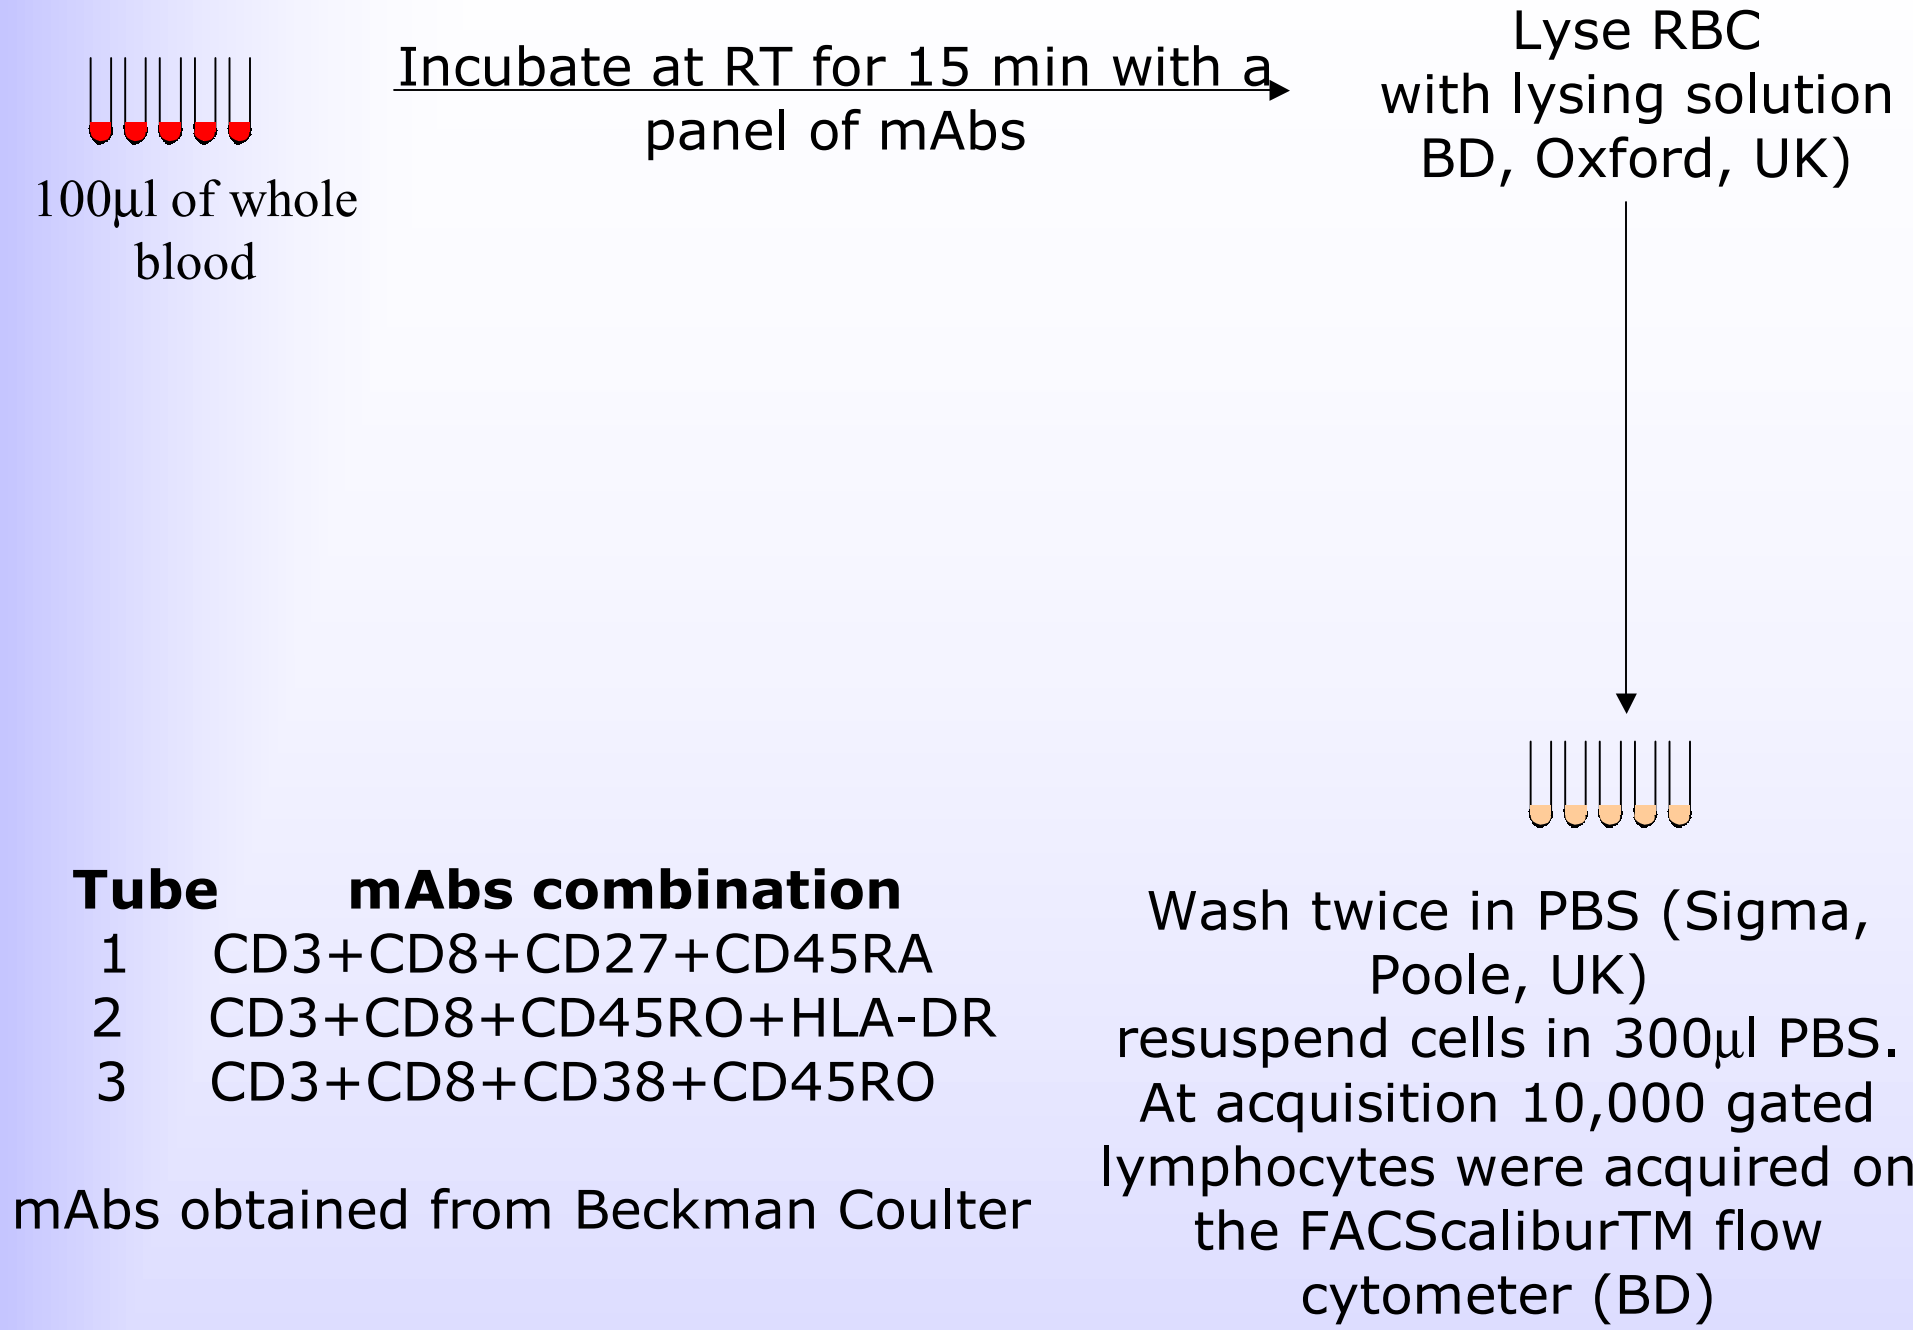 100μl of whole
blood
Incubate at RT for 15 min with a
panel of mAbs
Lyse RBC
with lysing solution
BD, Oxford, UK)
Tube mAbs combination
1 CD3+CD8+CD27+CD45RA
2 CD3+CD8+CD45RO+HLA-DR
3 CD3+CD8+CD38+CD45RO
mAbs obtained from Beckman Coulter
Wash twice in PBS (Sigma,
Poole, UK)
resuspend cells in 300μl PBS.
At acquisition 10,000 gated
lymphocytes were acquired on
the FACScaliburTM flow
cytometer (BD)